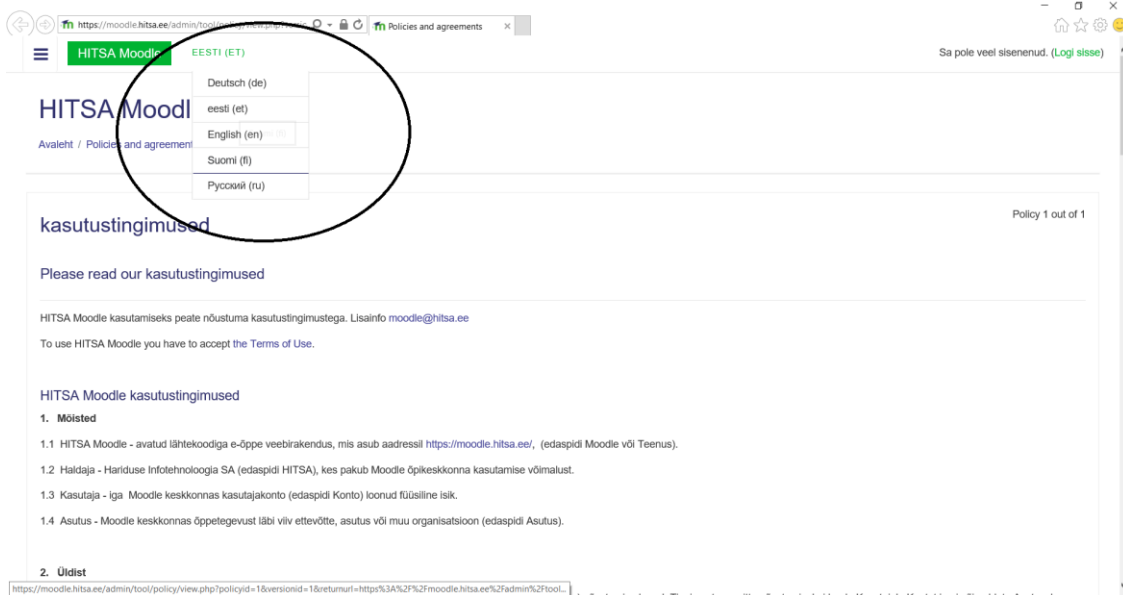 https://moodle.hitsa.ee/admin/tool/policy/view.php?
Policies and agreements
HITSA Moodle
EESTI (ET)
Sa pole veel sisenenud. (Logi sisse)
Deutsch (de)
eesti (et)
English (en)
Suomi (fi)
Русский (ru)
HITSA Moodl
Avaleht / Policies and agreement
kasutustingimused
Policy 1 out of 1
Please read our kasutustingimused
HITSA Moodle kasutamiseks peate nõustuma kasutustingimustega. Lisainfo moodle@hitsa.ee
To use HITSA Moodle you have to accept the Terms of Use.
HITSA Moodle kasutustingimused
1. Mõisted
1.1 HITSA Moodle - avatud lähtekoodiga e-õppe veebirakendus, mis asub aadressil https://moodle.hitsa.ee/, (edaspidi Moodle või Teenus).
1.2 Haldaja - Hariduse Infotehnoloogia SA (edaspidi HITSA), kes pakub Moodle õpikeskkonna kasutamise võimalust.
1.3 Kasutaja - iga Moodle keskkonnas kasutajakonto (edaspidi Konto) loonud füüsiline isik.
1.4 Asutus - Moodle keskkonnas õppetegevust läbi viiv ettevõtte, asutus või muu organisatsioon (edaspidi Asutus).
2. Üldist
https://moodle.hitsa.ee/admin/tool/policy/view.php?policyid=1&versionid=1&returnurl=https%3A%2F%2Fmoodle.hitsa.ee%2Fadmin%2Ftool...